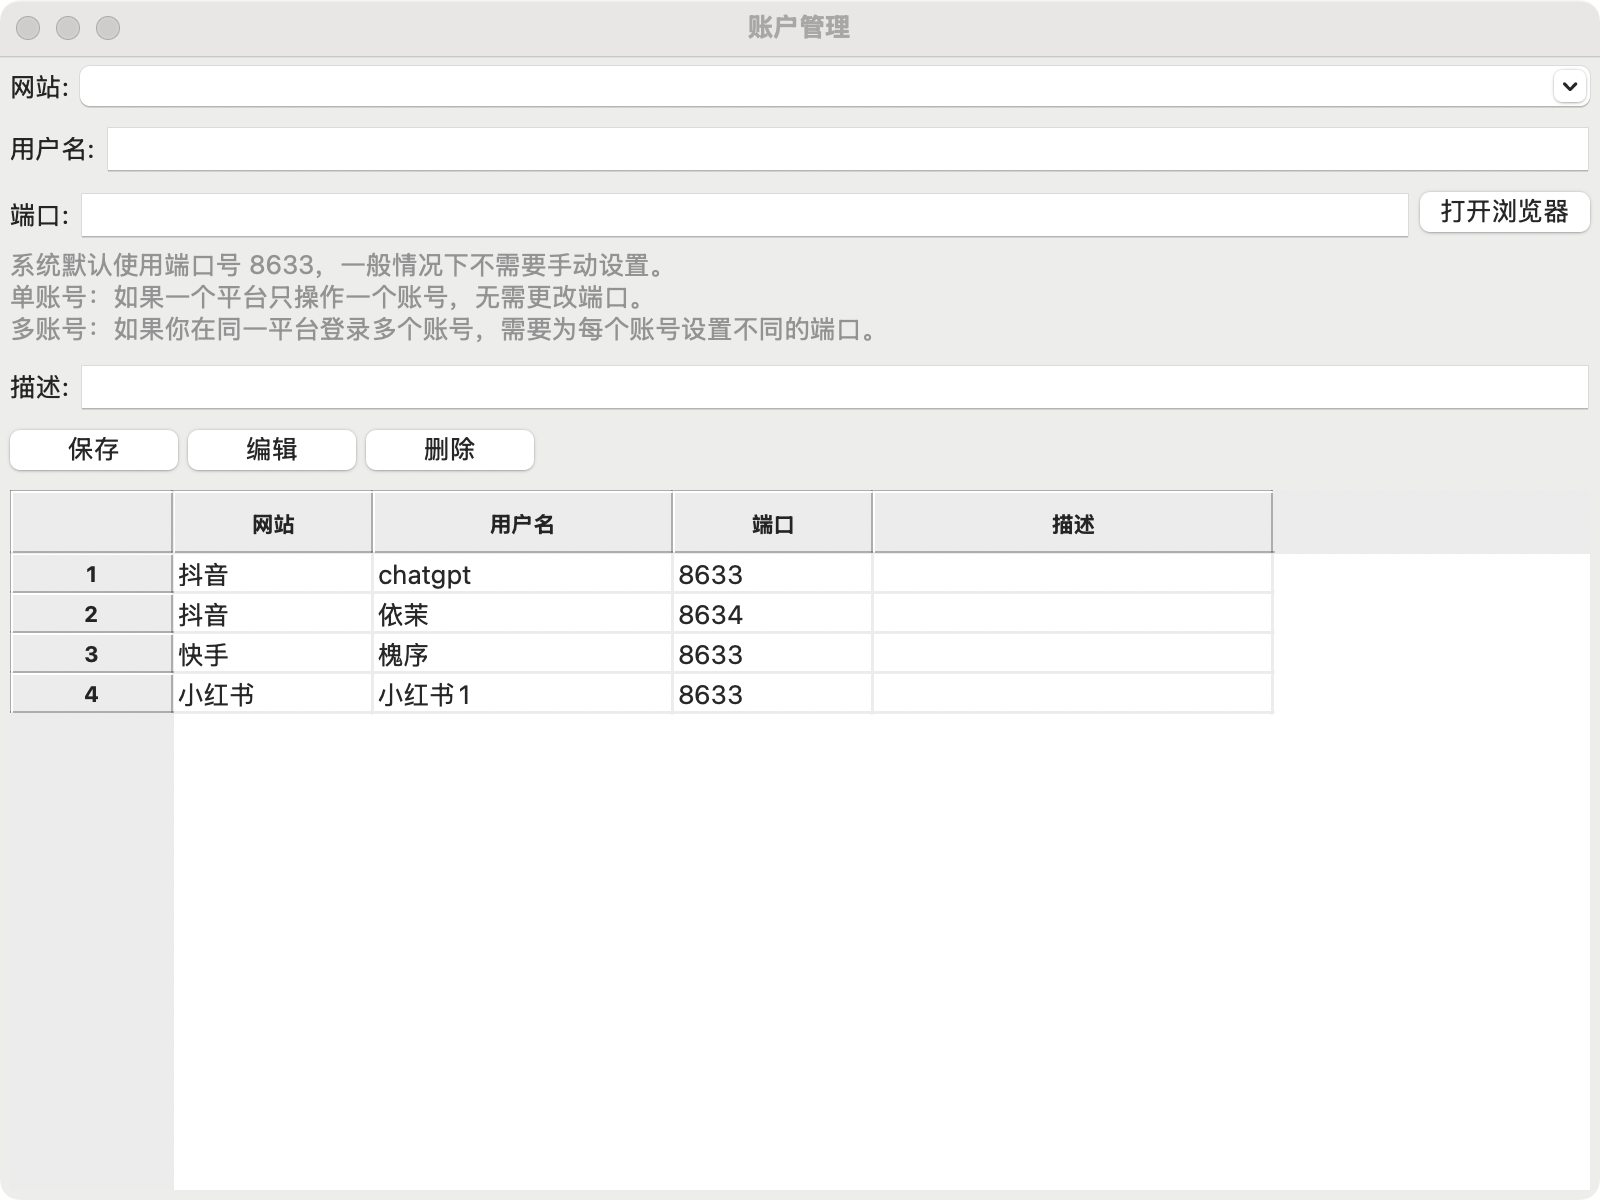 账户管理
网站:
用户名:
端口: 打开浏览器
系统默认使用端口号 8633，一般情况下不需要手动设置。
单账号：如果一个平台只操作一个账号，无需更改端口。
多账号：如果你在同一平台登录多个账号，需要为每个账号设置不同的端口。
描述:
保存 编辑 删除
网站 用户名 端口 描述
1 抖音 chatgpt 8633
2 抖音 依茉 8634
3 快手 槐序 8633
4 小红书 小红书1 8633